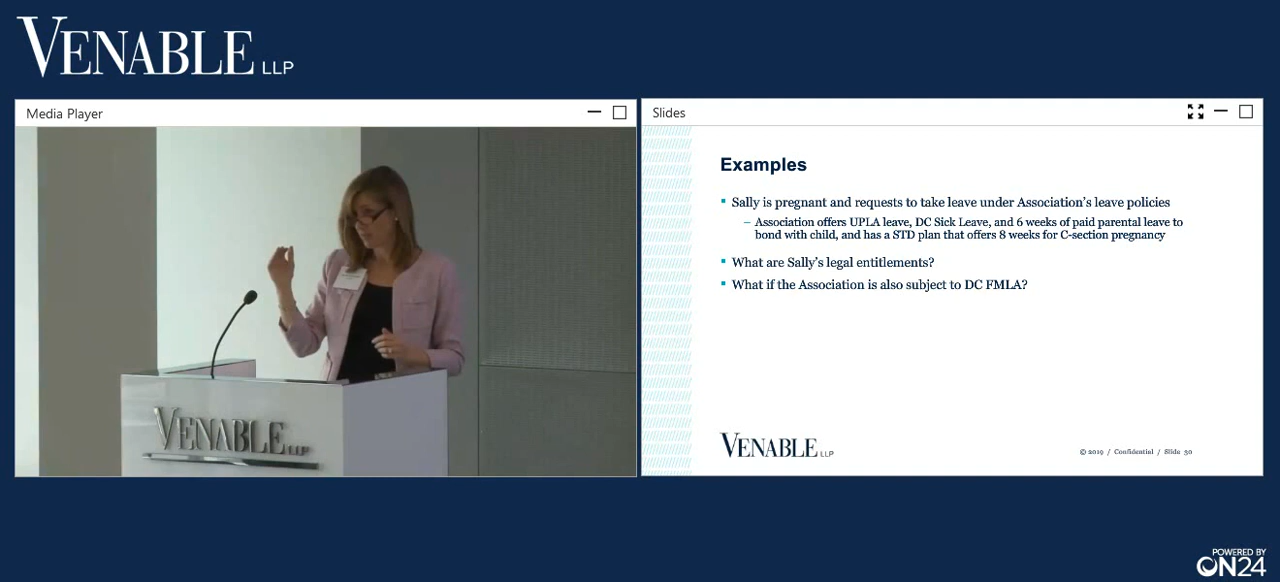 VENABLE LLP
Media Player
VENABLE LLP
Slides
Examples
Sally is pregnant and requests to take leave under Association's leave policies
– Association offers UPLA leave, DC Sick Leave, and 6 weeks of paid parental leave to
bond with child, and has a STD plan that offers 8 weeks for C-section pregnancy
What are Sally's legal entitlements?
What if the Association is also subject to DC FMLA?
VENABLE LLP
© 2019 / Confidential / Slide 30
POWERED BY
ON24